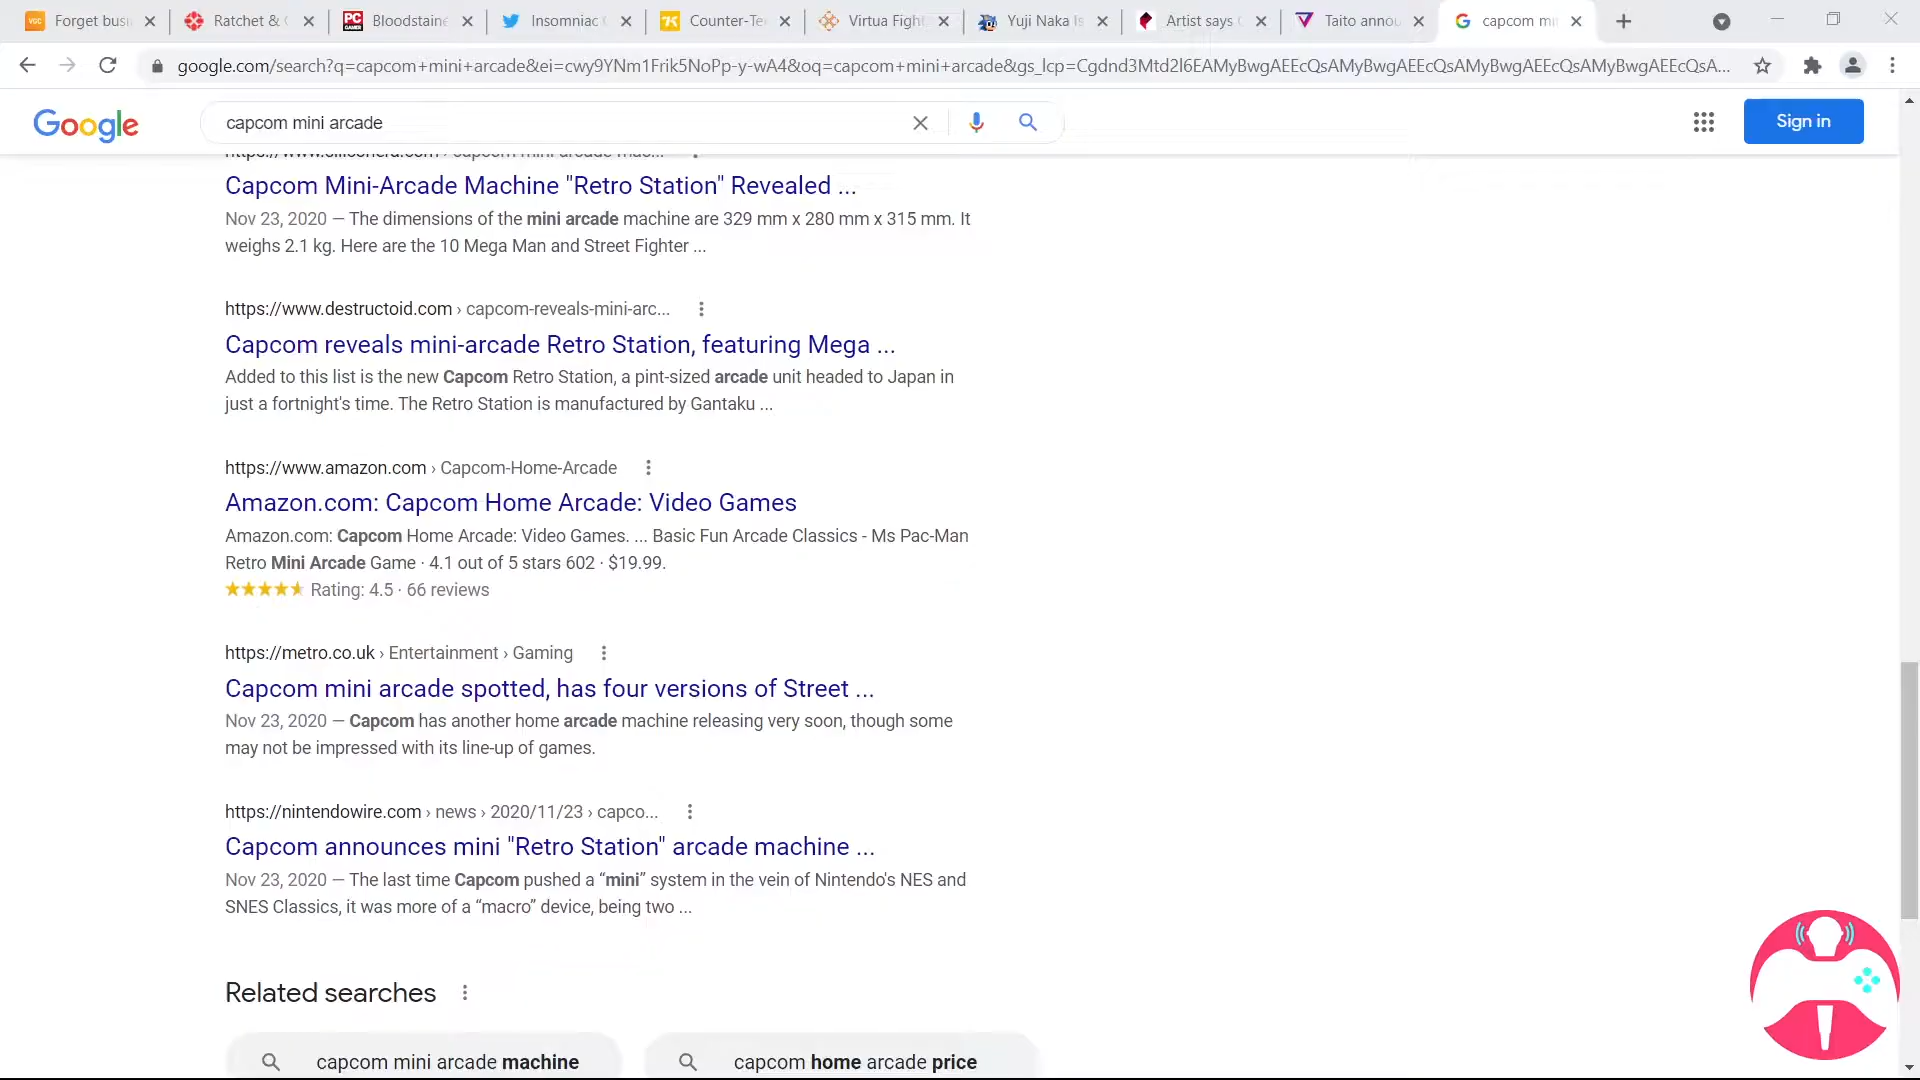 Forget busi
Ratchet & C
PC GAMER
Bloodstaine
Insomniac
Counter-Te
Virtua Fight
Yuji Naka Is
Artist says
Taito annou
capcom mi
google.com/search?q=capcom+mini+arcade&ei=cwy9YNm1Frik5NoPp-y-wA4&oq=capcom+mini+arcade&gs_lcp=Cgdnd3Mtd2l6EAMyBwgAEEcQsAMyBwgAEEcQsAMyBwgAEEcQsAMyBwgAEEcQsA...
Google
capcom mini arcade
Sign in
Capcom Mini-Arcade Machine "Retro Station" Revealed ...
Nov 23, 2020 — The dimensions of the mini arcade machine are 329 mm x 280 mm x 315 mm. It
weighs 2.1 kg. Here are the 10 Mega Man and Street Fighter ...
https://www.destructoid.com › capcom-reveals-mini-arc...
Capcom reveals mini-arcade Retro Station, featuring Mega ...
Added to this list is the new Capcom Retro Station, a pint-sized arcade unit headed to Japan in
just a fortnight's time. The Retro Station is manufactured by Gantaku ...
https://www.amazon.com › Capcom-Home-Arcade
Amazon.com: Capcom Home Arcade: Video Games
Amazon.com: Capcom Home Arcade: Video Games. ... Basic Fun Arcade Classics - Ms Pac-Man
Retro Mini Arcade Game · 4.1 out of 5 stars 602 · $19.99.
Rating: 4.5 · 66 reviews
https://metro.co.uk › Entertainment › Gaming
Capcom mini arcade spotted, has four versions of Street ...
Nov 23, 2020 — Capcom has another home arcade machine releasing very soon, though some
may not be impressed with its line-up of games.
https://nintendowire.com › news › 2020/11/23 › capco...
Capcom announces mini "Retro Station" arcade machine ...
Nov 23, 2020 — The last time Capcom pushed a “mini” system in the vein of Nintendo's NES and
SNES Classics, it was more of a “macro” device, being two ...
Related searches
capcom mini arcade machine
capcom home arcade price